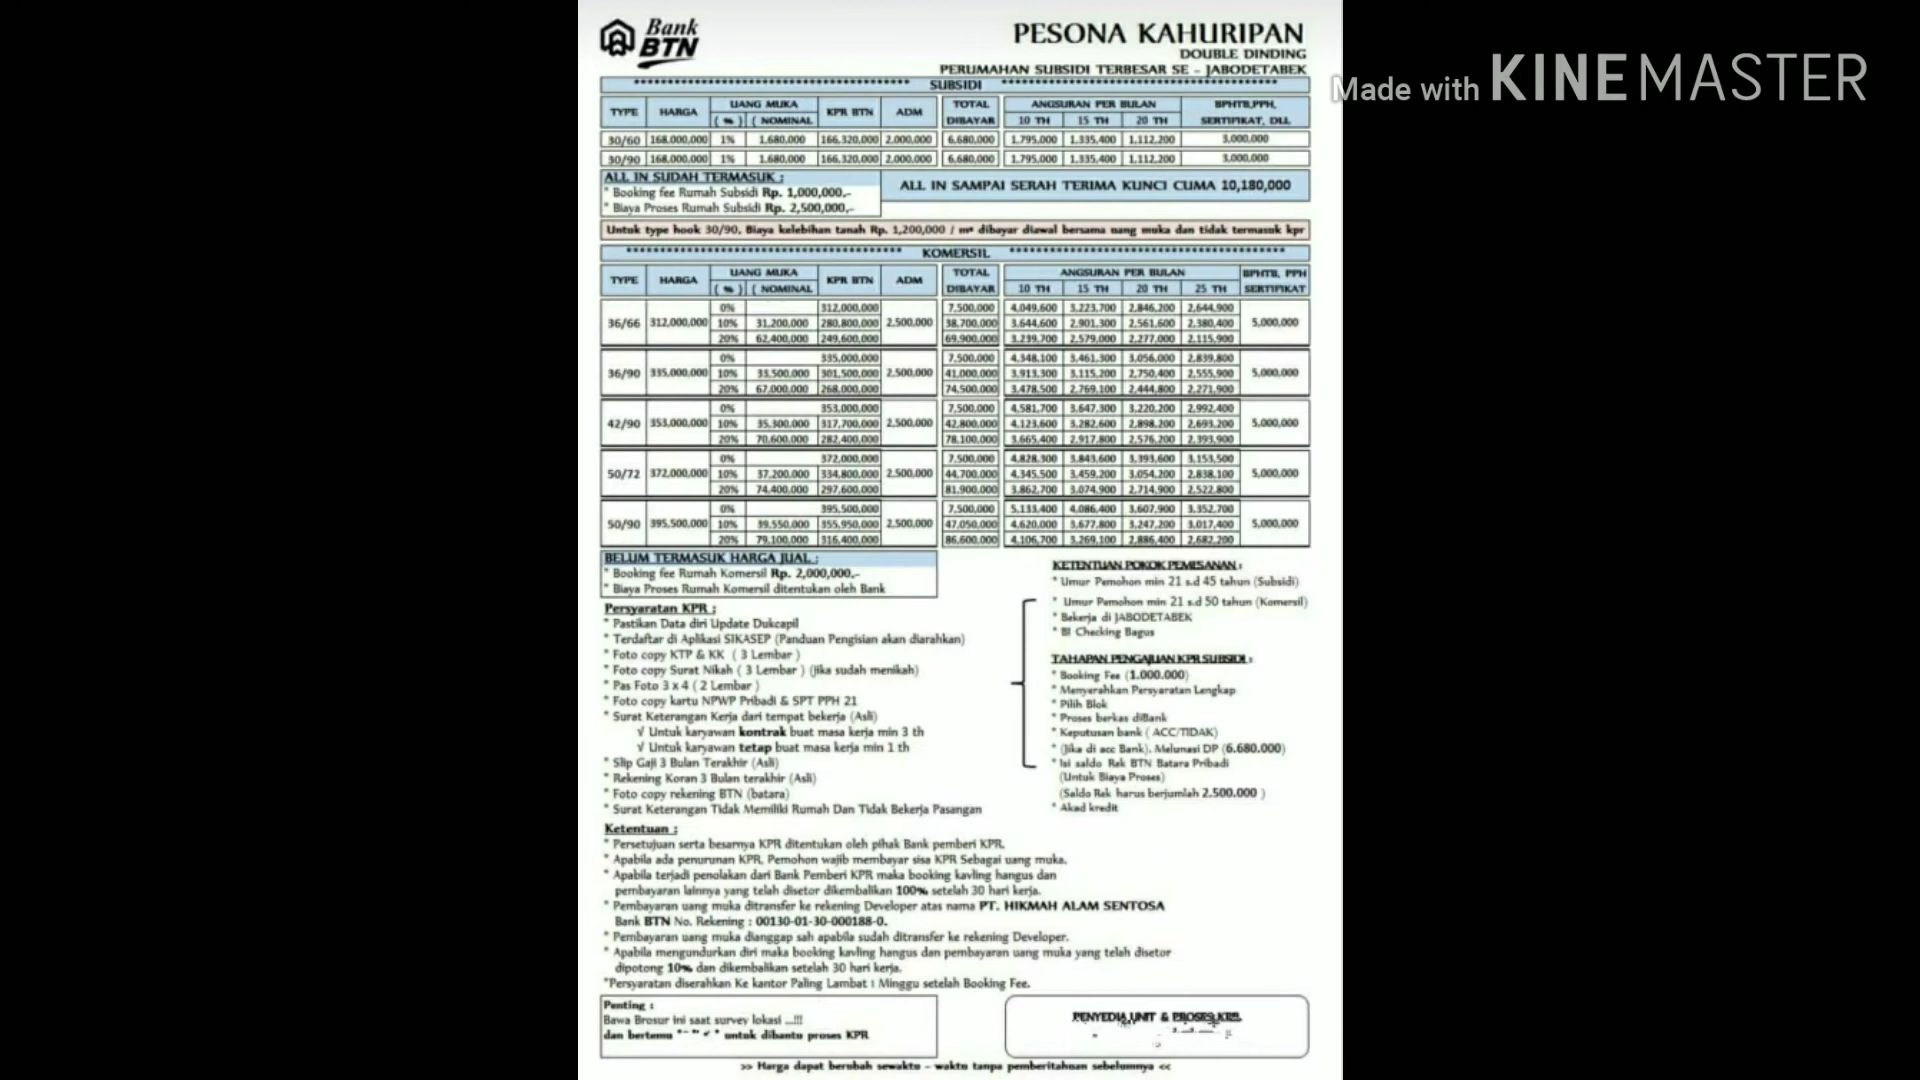 Bank
BTN
PESONA KAHURIPAN
DOUBLE DINDING
PERUMAHAN SUBSIDI TERBESAR SE - JABODETABEK
Made with KINEMASTER
SUBSIDI
TYPE HARGA UANG MUKA KPR BTN ADM TOTAL DIBAYAR ANGSURAN PER BULAN BPHTB,PPH, SERTIFIKAT, DLL
( % ) ( NOMINAL 10 TH 15 TH 20 TH
30/60 168,000,000 1% 1,680,000 166,320,000 2,000,000 6,680,000 1,795,000 1,335,400 1,112,200 3,000,000
30/90 168,000,000 1% 1,680,000 166,320,000 2,000,000 6,680,000 1,795,000 1,335,400 1,112,200 3,000,000
ALL IN SUDAH TERMASUK :
* Booking fee Rumah Subsidi Rp. 1,000,000,-
* Biaya Proses Rumah Subsidi Rp. 2,500,000,-
ALL IN SAMPAI SERAH TERIMA KUNCI CUMA 10,180,000
Untuk type hook 30/90, Biaya kelebihan tanah Rp. 1,200,000 / m² dibayar diawal bersama uang muka dan tidak termasuk kpr
KOMERSIL
TYPE HARGA UANG MUKA KPR BTN ADM TOTAL DIBAYAR ANGSURAN PER BULAN BPHTB, PPH SERTIFIKAT
( % ) ( NOMINAL 10 TH 15 TH 20 TH 25 TH
0% 312,000,000 7,500,000 4,049,600 3,223,700 2,846,200 2,644,900
36/66 312,000,000 10% 31,200,000 280,800,000 2,500,000 38,700,000 3,644,600 2,901,300 2,561,600 2,380,400 5,000,000
20% 62,400,000 249,600,000 69,900,000 3,239,700 2,579,000 2,277,000 2,115,900
0% 335,000,000 7,500,000 4,348,100 3,461,300 3,056,000 2,839,800
36/90 335,000,000 10% 33,500,000 301,500,000 2,500,000 41,000,000 3,913,300 3,115,200 2,750,400 2,555,900 5,000,000
20% 67,000,000 268,000,000 74,500,000 3,478,500 2,769,100 2,444,800 2,271,900
0% 353,000,000 7,500,000 4,581,700 3,647,300 3,220,200 2,992,400
42/90 353,000,000 10% 35,300,000 317,700,000 2,500,000 42,800,000 4,123,600 3,282,600 2,898,200 2,693,200 5,000,000
20% 70,600,000 282,400,000 78,100,000 3,665,400 2,917,800 2,576,200 2,393,900
0% 372,000,000 7,500,000 4,828,300 3,843,600 3,393,600 3,153,500
50/72 372,000,000 10% 37,200,000 334,800,000 2,500,000 44,700,000 4,345,500 3,459,200 3,054,200 2,838,100 5,000,000
20% 74,400,000 297,600,000 81,900,000 3,862,700 3,074,900 2,714,900 2,522,800
0% 395,500,000 7,500,000 5,133,400 4,086,400 3,607,900 3,352,700
50/90 395,500,000 10% 39,550,000 355,950,000 2,500,000 47,050,000 4,620,000 3,677,800 3,247,200 3,017,400 5,000,000
20% 79,100,000 316,400,000 86,600,000 4,106,700 3,269,100 2,886,400 2,682,200
BELUM TERMASUK HARGA JUAL :
* Booking fee Rumah Komersil Rp. 2,000,000,-
* Biaya Proses Rumah Komersil ditentukan oleh Bank
Persyaratan KPR :
* Pastikan Data diri Update Dukcapil
* Terdaftar di Aplikasi SIKASEP (Panduan Pengisian akan diarahkan)
* Foto copy KTP & KK ( 3 Lembar )
* Foto copy Surat Nikah ( 3 Lembar ) (jika sudah menikah)
* Pas Foto 3 x 4 ( 2 Lembar )
* Foto copy kartu NPWP Pribadi & SPT PPH 21
* Surat Keterangan Kerja dari tempat bekerja (Asli)
√ Untuk karyawan kontrak buat masa kerja min 3 th
√ Untuk karyawan tetap buat masa kerja min 1 th
* Slip Gaji 3 Bulan Terakhir (Asli)
* Rekening Koran 3 Bulan terakhir (Asli)
* Foto copy rekening BTN (batara)
* Surat Keterangan Tidak Memiliki Rumah Dan Tidak Bekerja Pasangan
KETENTUAN POKOK PEMESANAN :
* Umur Pemohon min 21 s.d 45 tahun (Subsidi)
* Umur Pemohon min 21 s.d 50 tahun (Komersil)
* Bekerja di JABODETABEK
* BI Checking Bagus
TAHAPAN PENGAJUAN KPR SUBSIDI :
* Booking Fee (1.000.000)
* Menyerahkan Persyaratan Lengkap
* Pilih Blok
* Proses berkas diBank
* Keputusan bank ( ACC/TIDAK)
* (Jika di acc Bank), Melunasi DP (6.680.000)
* Isi saldo Rek BTN Batara Pribadi
(Untuk Biaya Proses)
(Saldo Rek harus berjumlah 2.500.000 )
* Akad kredit
Ketentuan :
* Persetujuan serta besarnya KPR ditentukan oleh pihak Bank pemberi KPR.
* Apabila ada penurunan KPR, Pemohon wajib membayar sisa KPR Sebagai uang muka.
* Apabila terjadi penolakan dari Bank Pemberi KPR maka booking kavling hangus dan
pembayaran lainnya yang telah disetor dikembalikan 100% setelah 30 hari kerja.
* Pembayaran uang muka ditransfer ke rekening Developer atas nama PT. HIKMAH ALAM SENTOSA
Bank BTN No. Rekening : 00130-01-30-000188-0.
* Pembayaran uang muka dianggap sah apabila sudah ditransfer ke rekening Developer.
* Apabila mengundurkan diri maka booking kavling hangus dan pembayaran uang muka yang telah disetor
dipotong 10% dan dikembalikan setelah 30 hari kerja.
*Persyaratan diserahkan Ke kantor Paling Lambat 1 Minggu setelah Booking Fee.
Penting :
Bawa Brosur ini saat survey lokasi ...!!!
dan bertemu untuk dibantu proses KPR
PENYEDIA UNIT & PROSES KPR
>> Harga dapat berubah sewaktu - waktu tanpa pemberitahuan sebelumnya <<